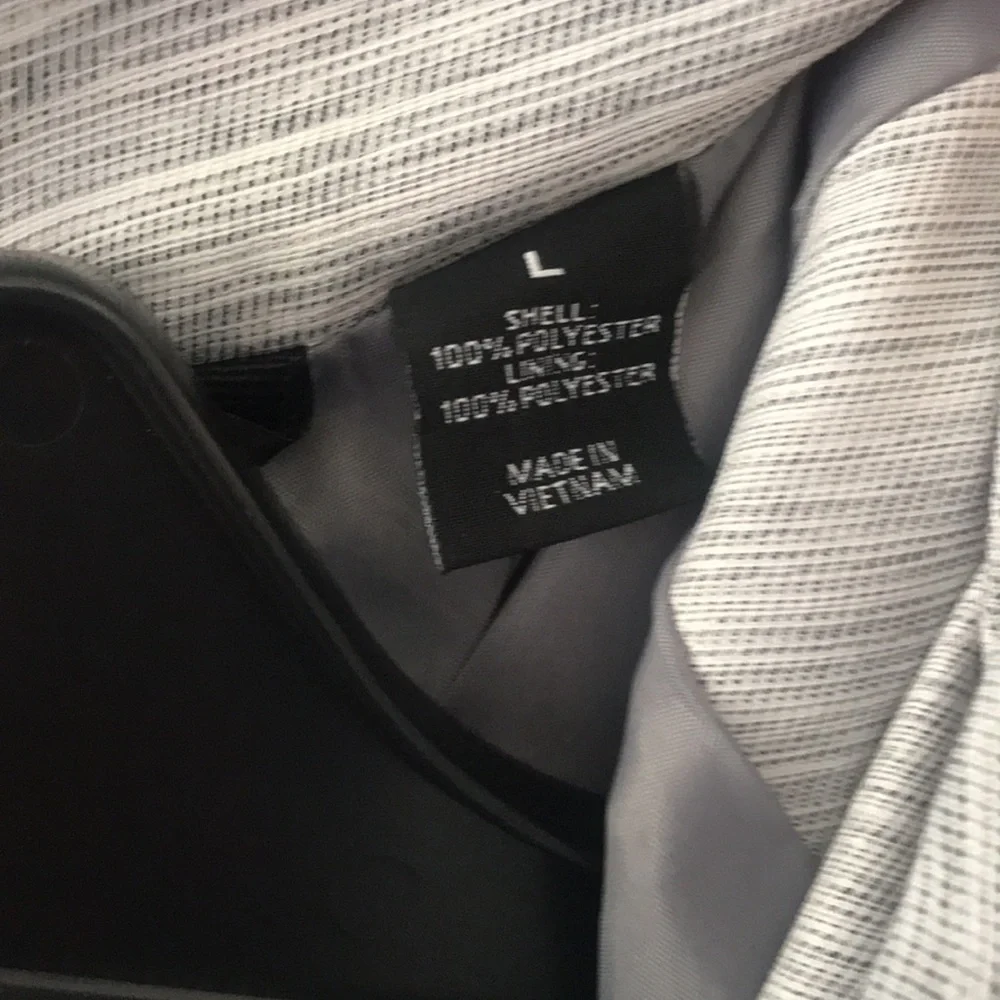 L
SHELL:
100% POLYESTER
LINING:
100% POLYESTER
MADE IN
VIETNAM